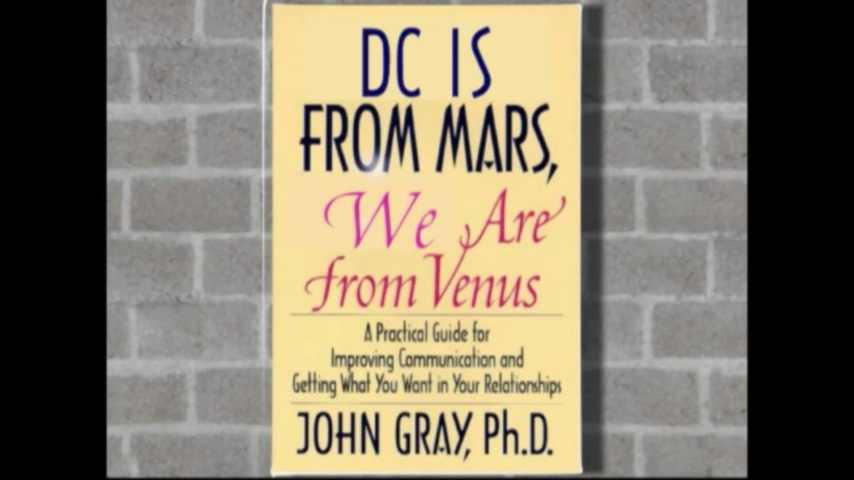 DC IS
FROM MARS,
We Are
from Venus
A Practical Guide for
Improving Communication and
Getting What You Want in Your Relationships
JOHN GRAY, Ph.D.